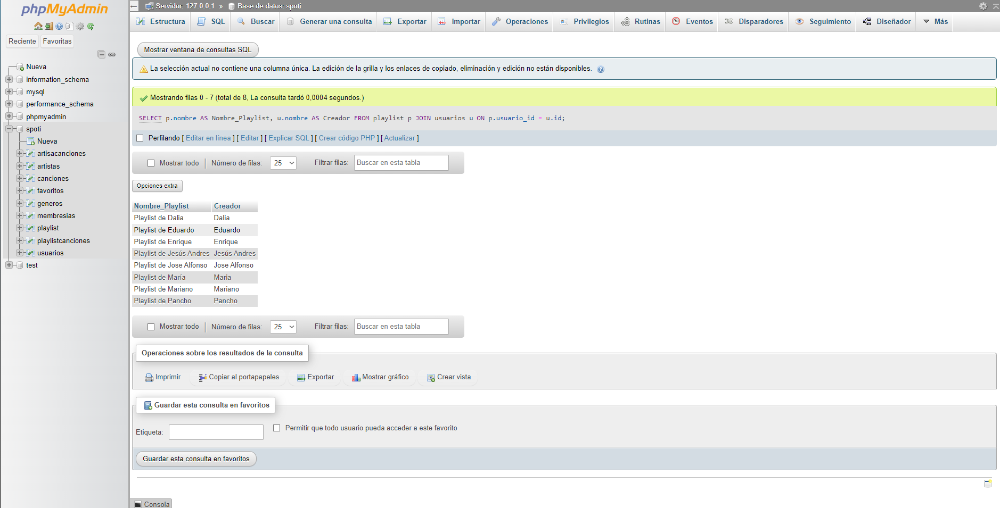 phpMyAdmin
Reciente Favoritas
Nueva
information_schema
mysql
performance_schema
phpmyadmin
spoti
Nueva
artisacanciones
artistas
canciones
favoritos
generos
membresias
playlist
playlistcanciones
usuarios
test
Servidor: 127.0.0.1 » Base de datos: spoti
Estructura SQL Buscar Generar una consulta Exportar Importar Operaciones Privilegios Rutinas Eventos Disparadores Seguimiento Diseñador Más
Mostrar ventana de consultas SQL
La selección actual no contiene una columna única. La edición de la grilla y los enlaces de copiado, eliminación y edición no están disponibles.
Mostrando filas 0 - 7 (total de 8, La consulta tardó 0,0004 segundos.)
SELECT p.nombre AS Nombre_Playlist, u.nombre AS Creador FROM playlist p JOIN usuarios u ON p.usuario_id = u.id;
Perfilando [ Editar en línea ] [ Editar ] [ Explicar SQL ] [ Crear código PHP ] [ Actualizar ]
Mostrar todo | Número de filas: 25 Filtrar filas: Buscar en esta tabla
Opciones extra
Nombre_Playlist Creador
Playlist de Dalia Dalia
Playlist de Eduardo Eduardo
Playlist de Enrique Enrique
Playlist de Jesús Andres Jesús Andres
Playlist de Jose Alfonso Jose Alfonso
Playlist de María Maria
Playlist de Mariano Mariano
Playlist de Pancho Pancho
Mostrar todo | Número de filas: 25 Filtrar filas: Buscar en esta tabla
Operaciones sobre los resultados de la consulta
Imprimir Copiar al portapapeles Exportar Mostrar gráfico Crear vista
Guardar esta consulta en favoritos
Etiqueta: Permitir que todo usuario pueda acceder a este favorito
Guardar esta consulta en favoritos
Consola